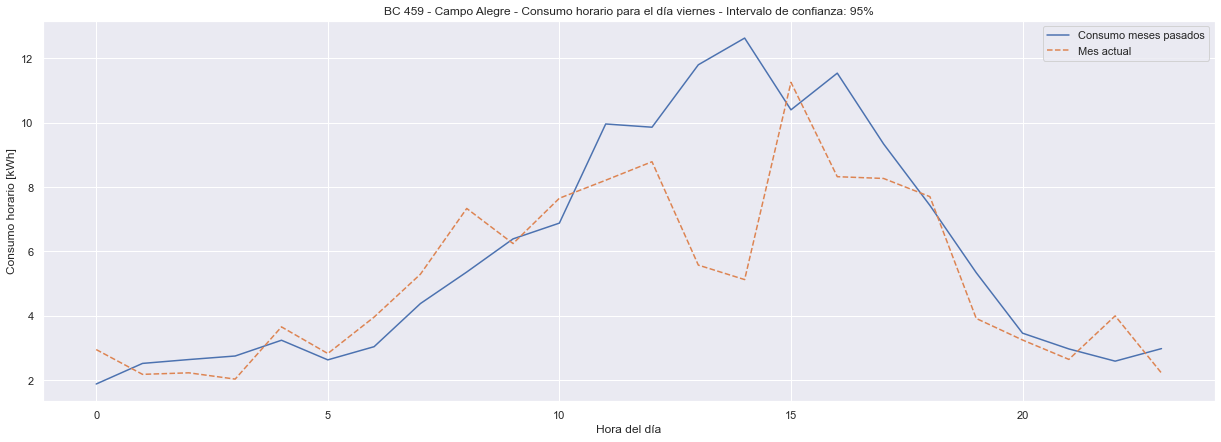 BC 459 - Campo Alegre - Consumo horario para el día viernes - Intervalo de confianza: 95%
Consumo meses pasados
Mes actual
Consumo horario [kWh]
12
10
8
6
4
2
0
5
10
15
20
Hora del día